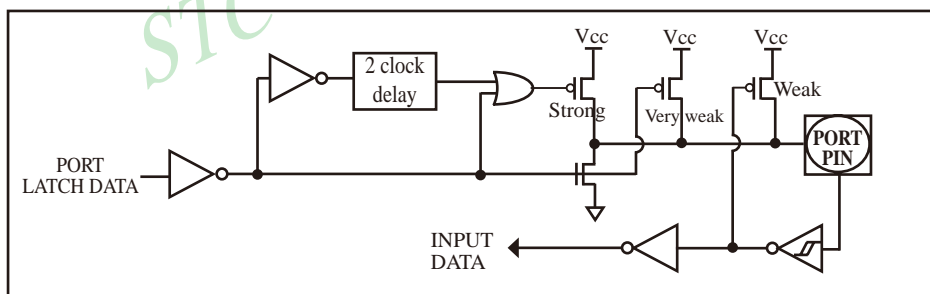 STC
Vcc
Vcc
Vcc
2 clock
delay
Strong
Very weak
Weak
PORT
PIN
PORT
LATCH DATA
INPUT
DATA